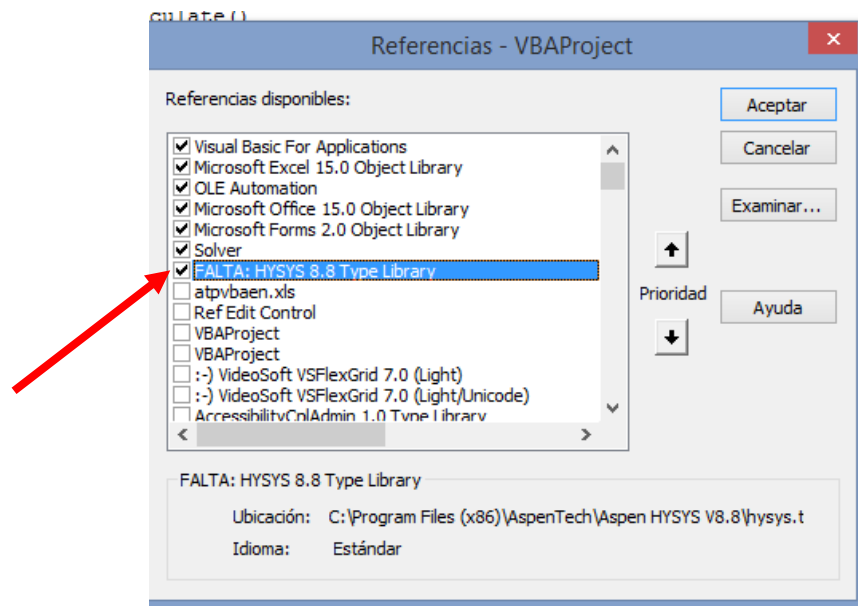 culate()
Referencias - VBAProject
Referencias disponibles:
Visual Basic For Applications
Microsoft Excel 15.0 Object Library
OLE Automation
Microsoft Office 15.0 Object Library
Microsoft Forms 2.0 Object Library
Solver
FALTA: HYSYS 8.8 Type Library
atpvbaen.xls
Ref Edit Control
VBAProject
VBAProject
:-) VideoSoft VSFlexGrid 7.0 (Light)
:-) VideoSoft VSFlexGrid 7.0 (Light/Unicode)
AccessibilityCplAdmin 1.0 Type Library
Aceptar
Cancelar
Examinar...
Prioridad
Ayuda
FALTA: HYSYS 8.8 Type Library
Ubicación: C:\Program Files (x86)\AspenTech\Aspen HYSYS V8.8\hysys.t
Idioma: Estándar